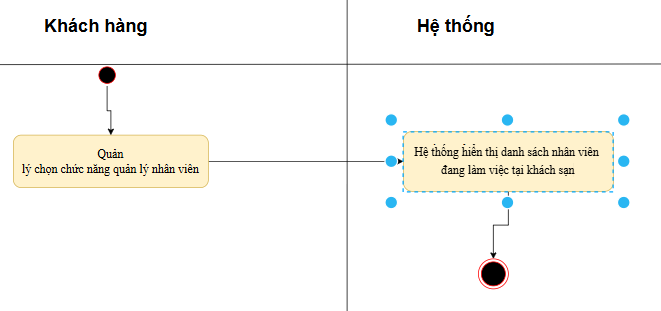 Khách hàng
Hệ thống
Quản
lý chọn chức năng quản lý nhân viên
Hệ thống hiển thị danh sách nhân viên
đang làm việc tại khách sạn